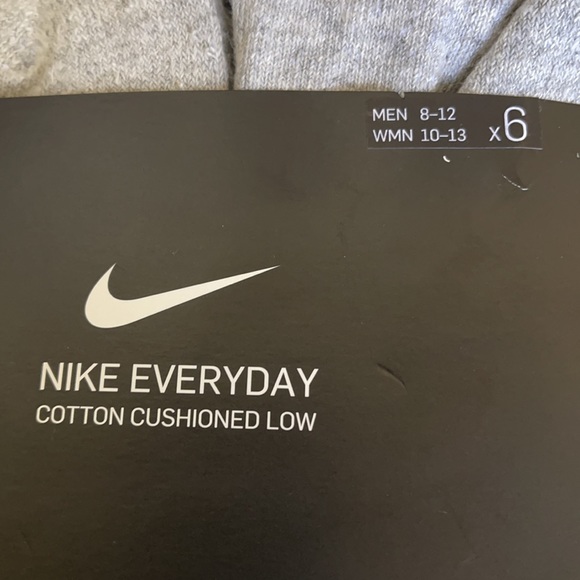 MEN 8–12
WMN 10–13 x6
NIKE EVERYDAY
COTTON CUSHIONED LOW